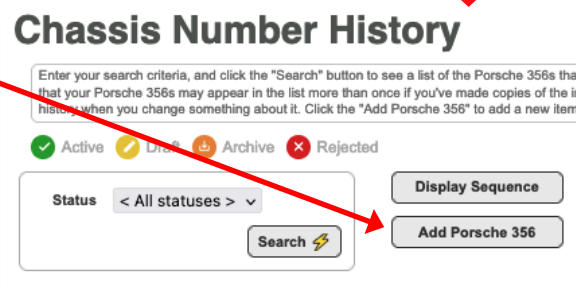 Chassis Number History
Enter your search criteria, and click the "Search" button to see a list of the Porsche 356s tha
that your Porsche 356s may appear in the list more than once if you've made copies of the i
history when you change something about it. Click the "Add Porsche 356" to add a new item
Active Draft Archive Rejected
Status < All statuses > Display Sequence
Search Add Porsche 356